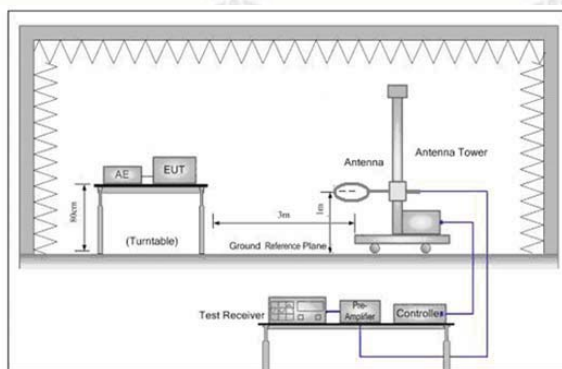 Antenna Tower
Antenna
AE
EUT
80cm
(Turntable)
3m
1m
Ground Reference Plane
Test Receiver
Pre-
Amplifier
Controller